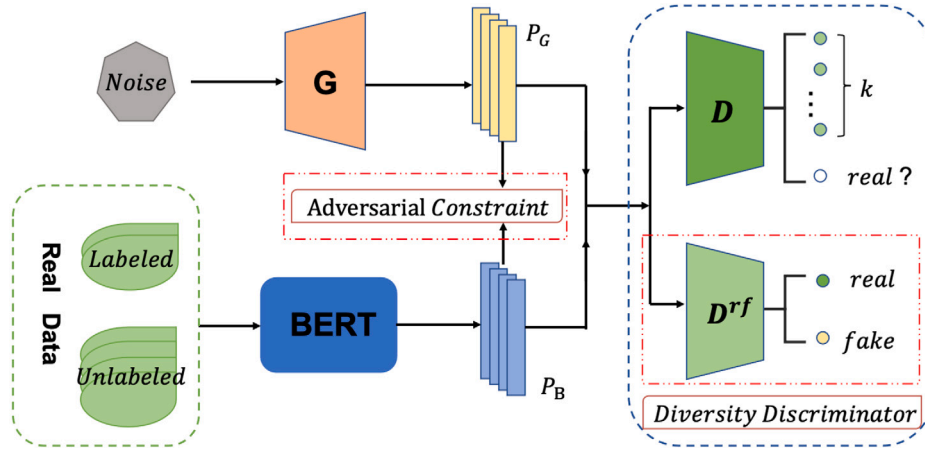 Noise
G
P_G
D
k
real ?
Adversarial Constraint
Real Data
Labeled
Unlabeled
BERT
P_B
D^{rf}
real
fake
Diversity Discriminator